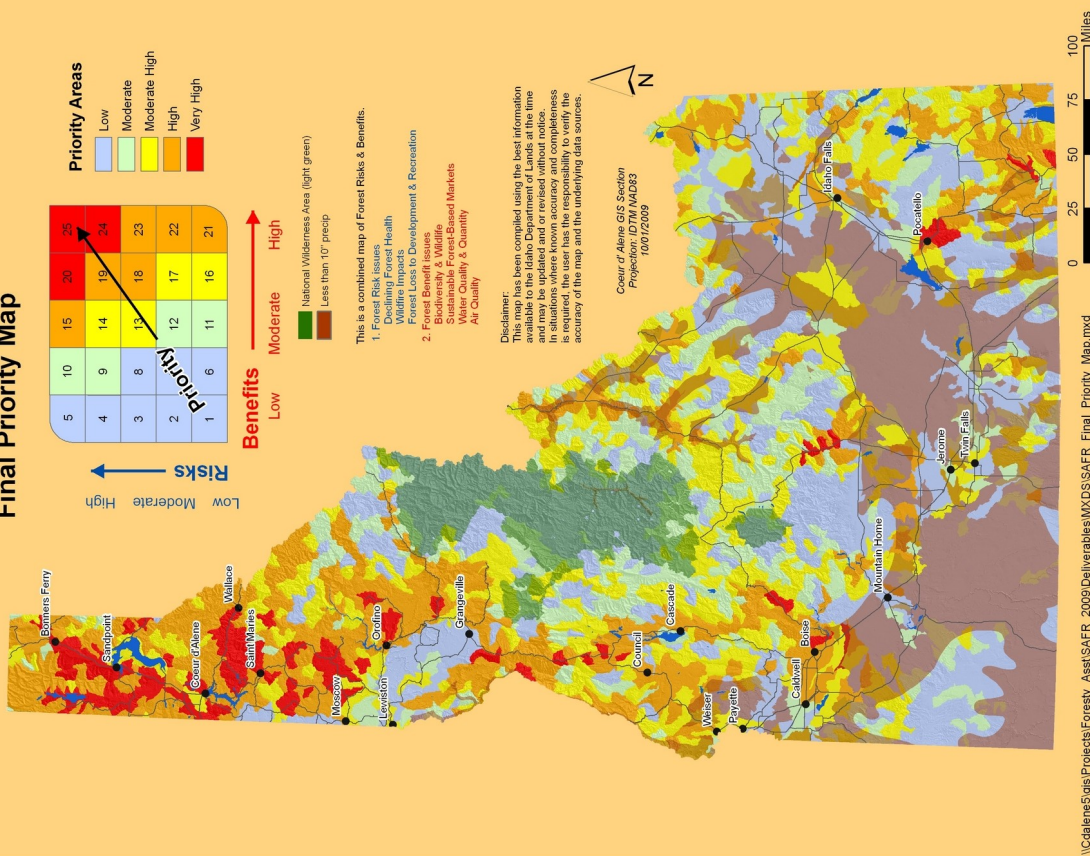 Final Priority Map
Priority Areas
Low
Moderate
Moderate High
High
Very High
Risks
High
Moderate
Low
5
10
15
20
25
4
9
14
19
24
3
8
13
18
23
2
12
17
22
1
6
11
16
21
Priority
Benefits
Low
Moderate
High
National Wilderness Area (light green)
Less than 10" precip
This is a combined map of Forest Risks & Benefits.
1. Forest Risk issues
Declining Forest Health
Wildfire Impacts
Forest Loss to Development & Recreation
2. Forest Benefit issues
Biodiversity & Wildlife
Sustainable Forest-Based Markets
Water Quality & Quantity
Air Quality
Disclaimer:
This map has been compiled using the best information
available to the Idaho Department of Lands at the time
and may be updated and or revised without notice.
In situations where known accuracy and completeness
is required, the user has the responsibility to verify the
accuracy of the map and the underlying data sources.
Coeur d' Alene GIS Section
Projection: IDTM NAD83
10/01/2009
N
Bonners Ferry
Sandpoint
Coeur d'Alene
Wallace
Saint Maries
Moscow
Lewiston
Orofino
Grangeville
Council
Cascade
Weiser
Payette
Caldwell
Boise
Mountain Home
Jerome
Twin Falls
Pocatello
Idaho Falls
0
25
50
75
100
Miles
\\Cdalene5\gis\Projects\Foresty_Asst\SAFR_2009\Deliverables\MXDS\SAFR_Final_Priority_Map.mxd